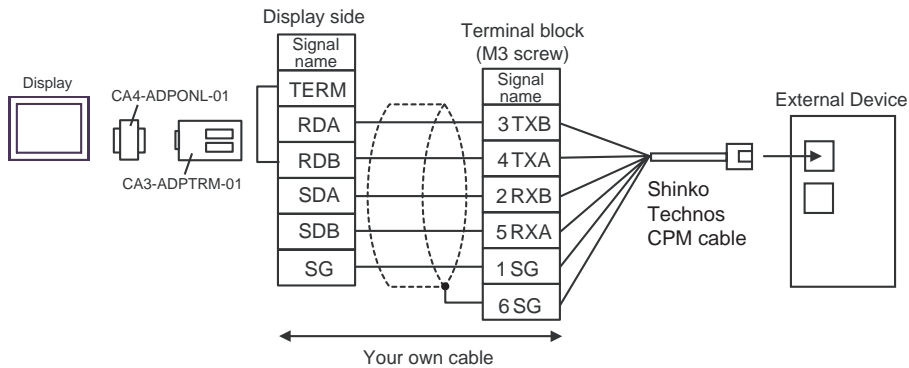 Display side
Signal
name
TERM
RDA
RDB
SDA
SDB
SG
Terminal block
(M3 screw)
Signal
name
3 TXB
4 TXA
2 RXB
5 RXA
1 SG
6 SG
Display
CA4-ADPONL-01
CA3-ADPTRM-01
External Device
Shinko
Technos
CPM cable
Your own cable